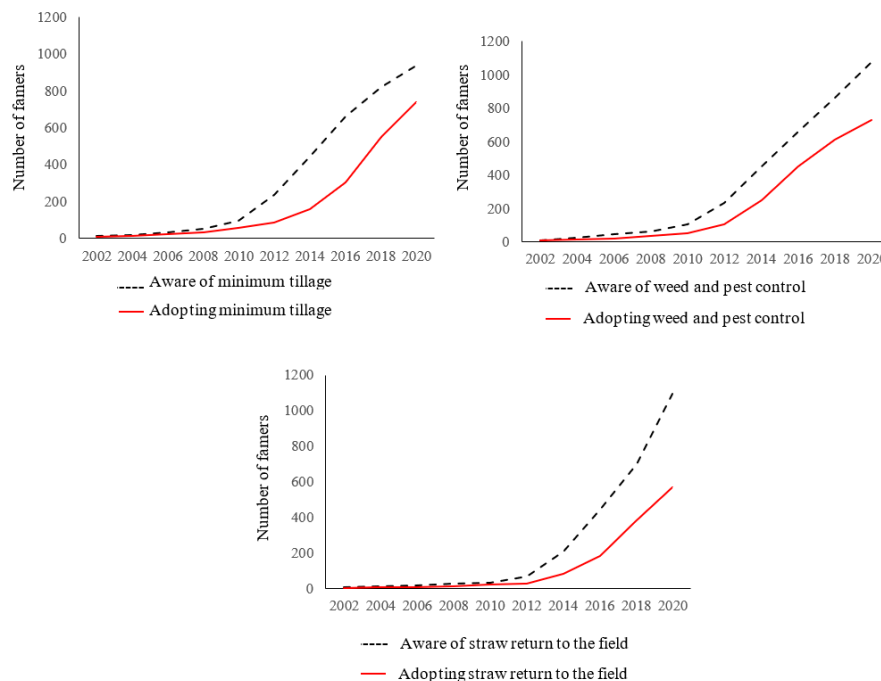 1200
1000
800
600
400
200
0
Number of famers
2002 2004 2006 2008 2010 2012 2014 2016 2018 2020
Aware of minimum tillage
Adopting minimum tillage
1200
1000
800
600
400
200
0
Number of famers
2002 2004 2006 2008 2010 2012 2014 2016 2018 2020
Aware of weed and pest control
Adopting weed and pest control
1200
1000
800
600
400
200
0
Number of famers
2002 2004 2006 2008 2010 2012 2014 2016 2018 2020
Aware of straw return to the field
Adopting straw return to the field